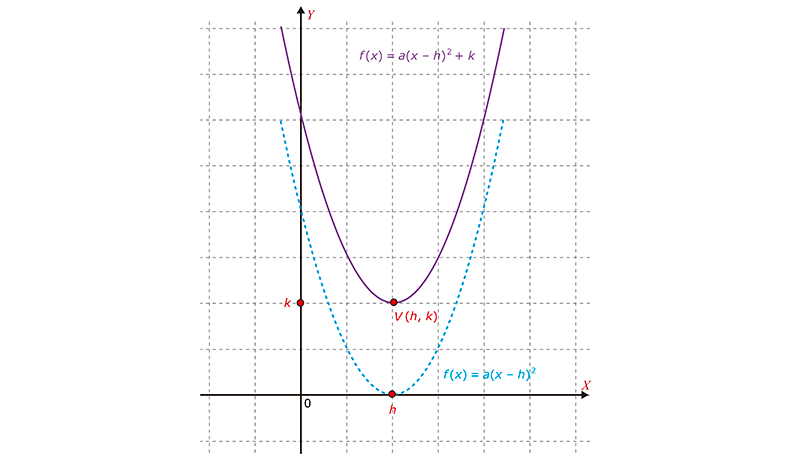 Y
f(x) = a(x – h)² + k
k
V(h, k)
f(x) = a(x – h)²
X
0
h